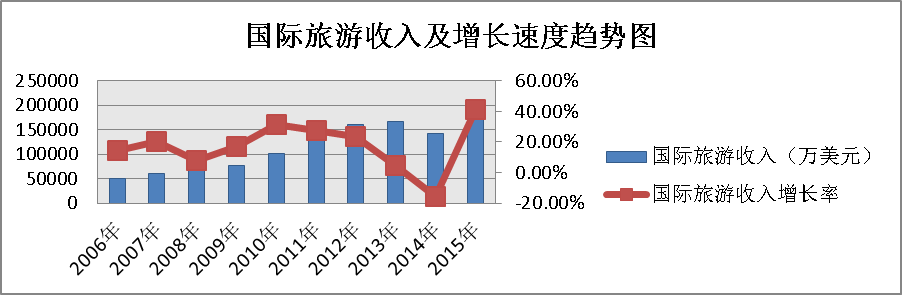 国际旅游收入及增长速度趋势图
250000
200000
150000
100000
50000
0
60.00%
40.00%
20.00%
0.00%
-20.00%
2006年
2007年
2008年
2009年
2010年
2011年
2012年
2013年
2014年
2015年
国际旅游收入（万美元）
国际旅游收入增长率